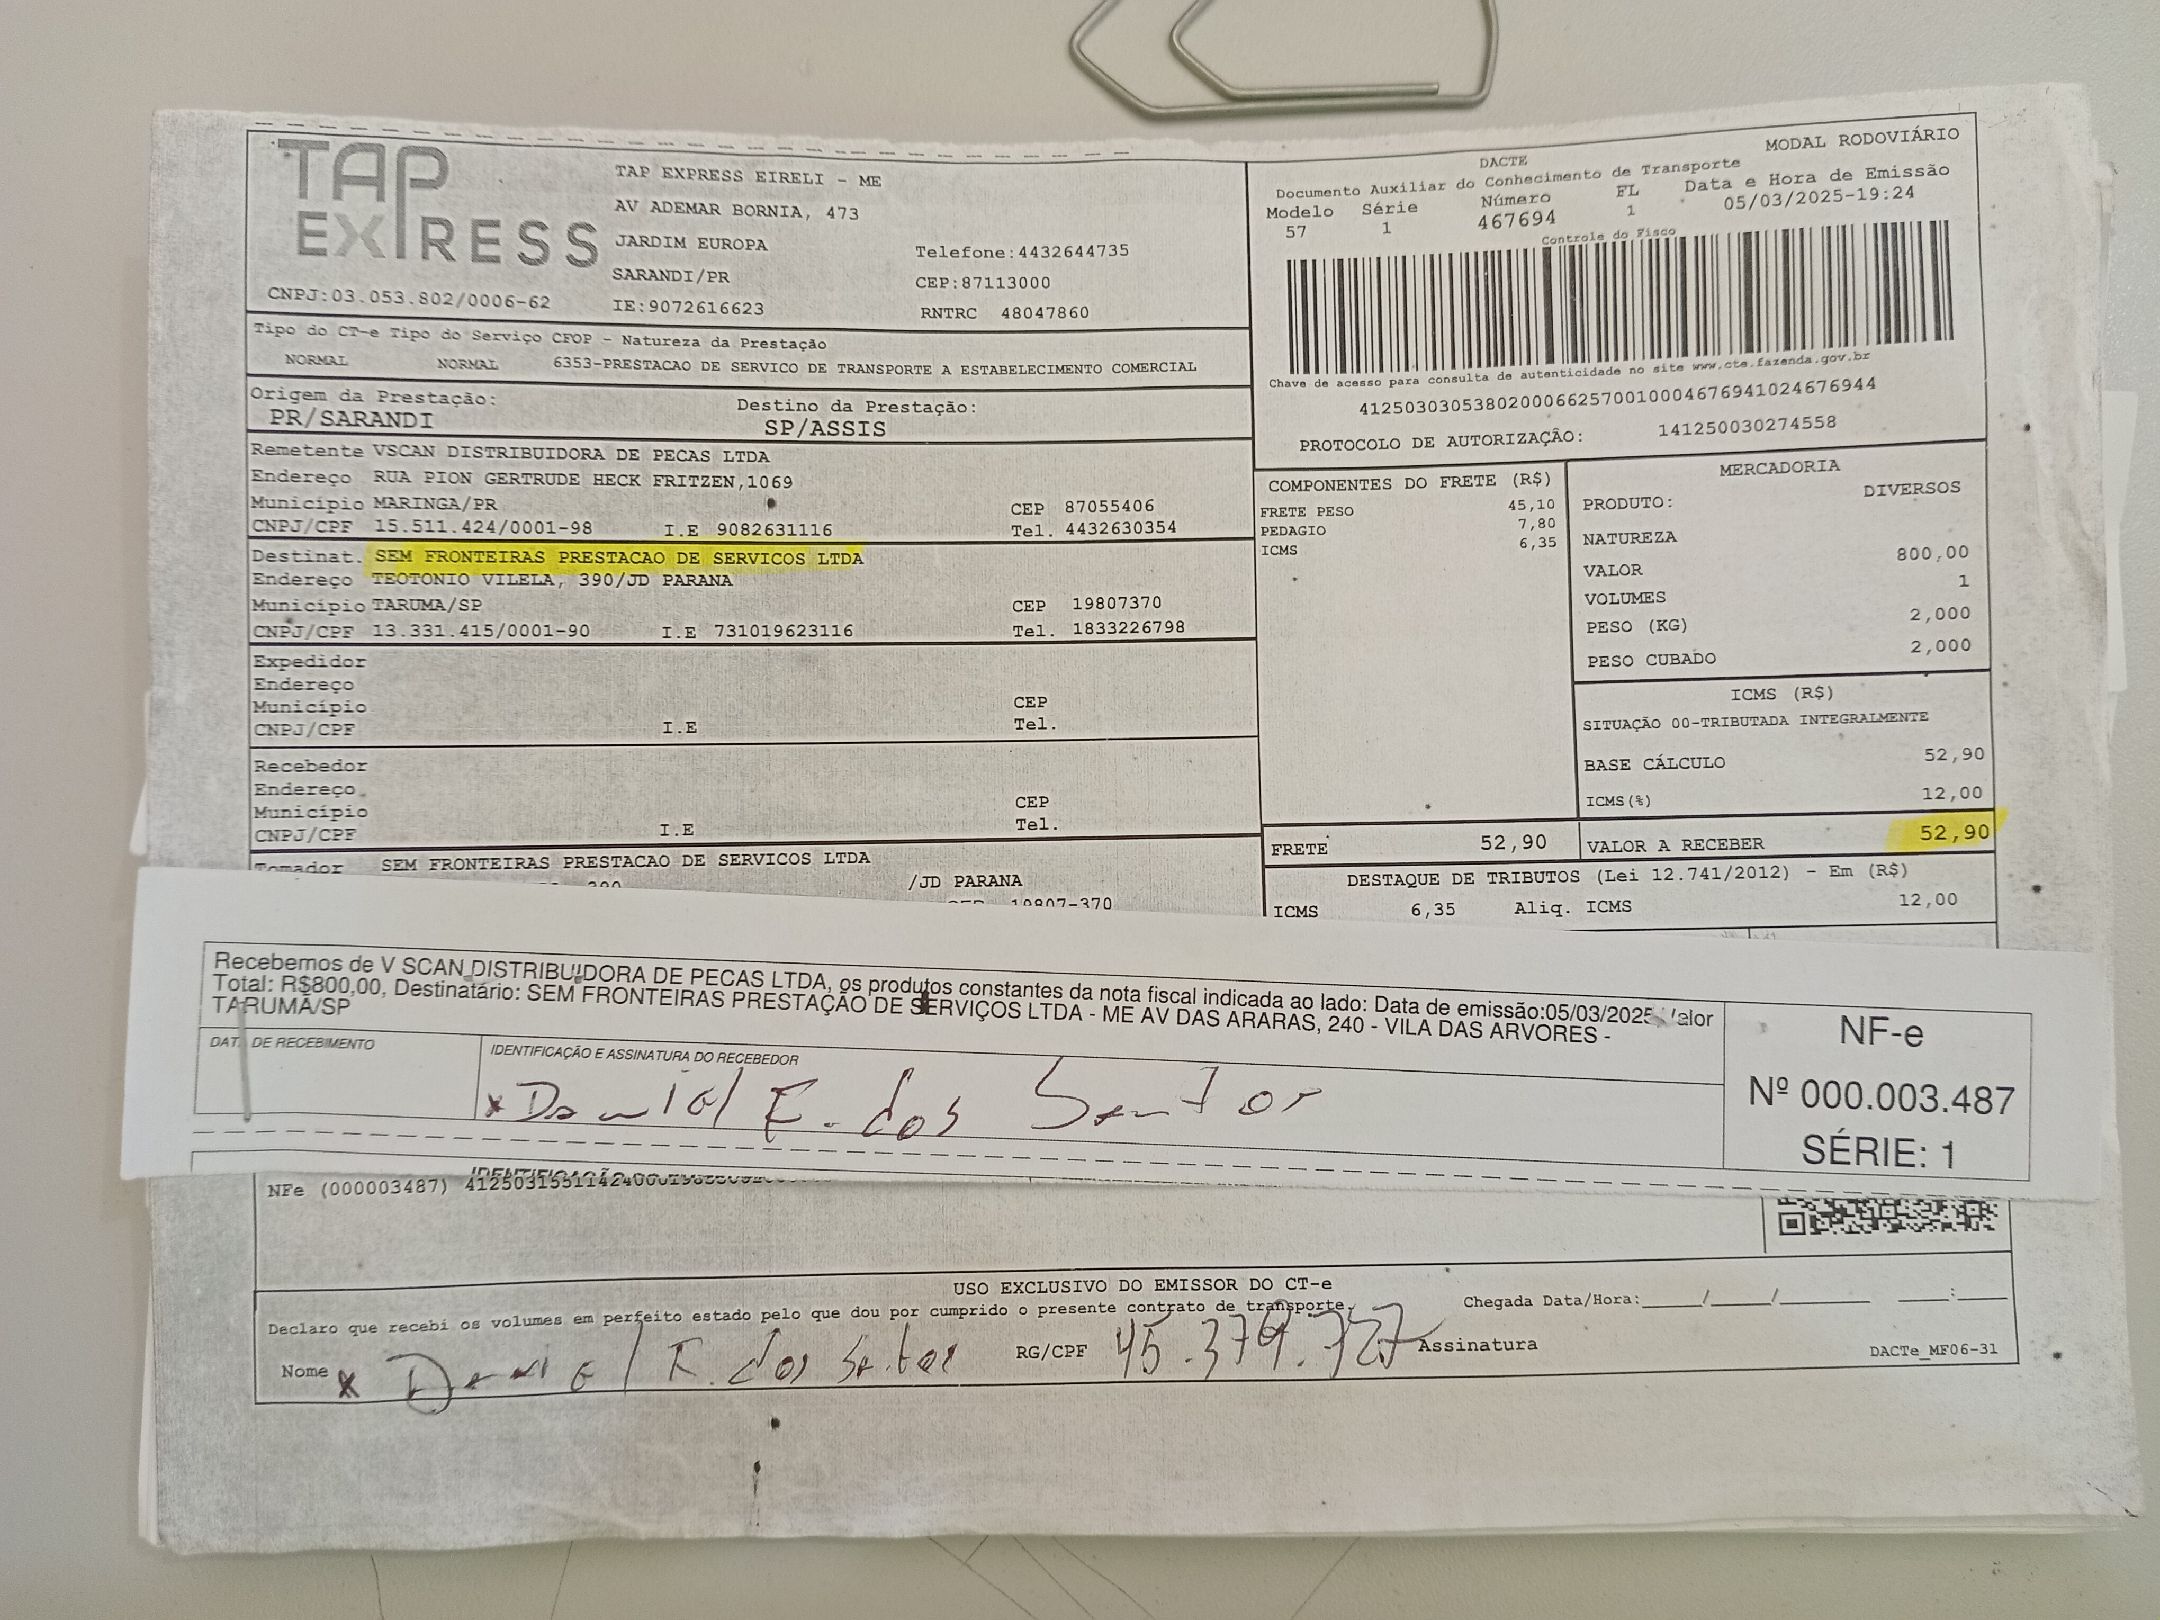 TAP EXPRESS
TAP EXPRESS EIRELI - ME
AV ADEMAR BORNIA, 473
JARDIM EUROPA
Telefone:4432644735
SARANDI/PR
CEP:87113000
CNPJ:03.053.802/0006-62
IE:9072616623
RNTRC 48047860
MODAL RODOVIÁRIO
DACTE
Documento Auxiliar do Conhecimento de Transporte
Modelo Série Número FL Data e Hora de Emissão
57 1 467694 1 05/03/2025-19:24
Controle do Fisco
Chave de acesso para consulta de autenticidade no site www.cte.fazenda.gov.br
41250303053802000662570010004676941024676944
PROTOCOLO DE AUTORIZAÇÃO: 141250030274558
Tipo do CT-e Tipo do Serviço CFOP - Natureza da Prestação
NORMAL NORMAL 6353-PRESTACAO DE SERVICO DE TRANSPORTE A ESTABELECIMENTO COMERCIAL
Origem da Prestação: Destino da Prestação:
PR/SARANDI SP/ASSIS
Remetente VSCAN DISTRIBUIDORA DE PECAS LTDA
Endereço RUA PION GERTRUDE HECK FRITZEN,1069
Município MARINGA/PR CEP 87055406
CNPJ/CPF 15.511.424/0001-98 I.E 9082631116 Tel. 4432630354
Destinat. SEM FRONTEIRAS PRESTACAO DE SERVICOS LTDA
Endereço TEOTONIO VILELA, 390/JD PARANA
Município TARUMA/SP CEP 19807370
CNPJ/CPF 13.331.415/0001-90 I.E 731019623116 Tel. 1833226798
Expedidor
Endereço
Município CEP
CNPJ/CPF I.E Tel.
Recebedor
Endereço
Município CEP
CNPJ/CPF I.E Tel.
Tomador SEM FRONTEIRAS PRESTACAO DE SERVICOS LTDA
/JD PARANA
19807-370
COMPONENTES DO FRETE (R$)
FRETE PESO 45,10
PEDAGIO 7,80
ICMS 6,35
MERCADORIA
PRODUTO: DIVERSOS
NATUREZA
VALOR 800,00
VOLUMES 1
PESO (KG) 2,000
PESO CUBADO 2,000
ICMS (R$)
SITUAÇÃO 00-TRIBUTADA INTEGRALMENTE
BASE CÁLCULO 52,90
ICMS(%) 12,00
FRETE 52,90 VALOR A RECEBER 52,90
DESTAQUE DE TRIBUTOS (Lei 12.741/2012) - Em (R$)
ICMS 6,35 Aliq. ICMS 12,00
Recebemos de V SCAN DISTRIBUIDORA DE PECAS LTDA, os produtos constantes da nota fiscal indicada ao lado: Data de emissão:05/03/2025 Valor
Total: R$800,00, Destinatário: SEM FRONTEIRAS PRESTAÇÃO DE SERVIÇOS LTDA - ME AV DAS ARARAS, 240 - VILA DAS ARVORES -
TARUMÃ/SP
DATA DE RECEBIMENTO
IDENTIFICAÇÃO E ASSINATURA DO RECEBEDOR
x Daniel E. dos Santos
NF-e
Nº 000.003.487
SÉRIE: 1
NFe (000003487)
USO EXCLUSIVO DO EMISSOR DO CT-e
Declaro que recebi os volumes em perfeito estado pelo que dou por cumprido o presente contrato de transporte.
Chegada Data/Hora:____/____/______ ____:____
Nome x Daniel E. dos Santos RG/CPF 45.379.727 Assinatura
DACTe_MF06-31